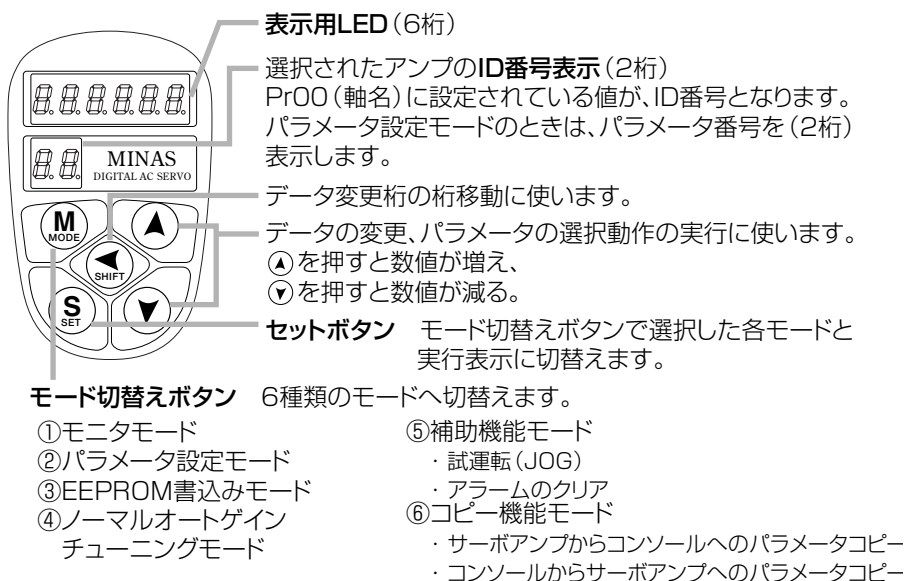 表示用LED（6桁）
選択されたアンプのID番号表示（2桁）
Pr00（軸名）に設定されている値が、ID番号となります。
パラメータ設定モードのときは、パラメータ番号を（2桁）
表示します。
8.8.8.8.8.8.
8.8.
MINAS
DIGITAL AC SERVO
データ変更桁の桁移動に使います。
M
MODE
データの変更、パラメータの選択動作の実行に使います。
▲を押すと数値が増え、
▼を押すと数値が減る。
SHIFT
S
SET
セットボタン　モード切替えボタンで選択した各モードと
実行表示に切替えます。
モード切替えボタン　6種類のモードへ切替えます。
①モニタモード
②パラメータ設定モード
③EEPROM書込みモード
④ノーマルオートゲイン
チューニングモード
⑤補助機能モード
・試運転（JOG）
・アラームのクリア
⑥コピー機能モード
・サーボアンプからコンソールへのパラメータコピー
・コンソールからサーボアンプへのパラメータコピー